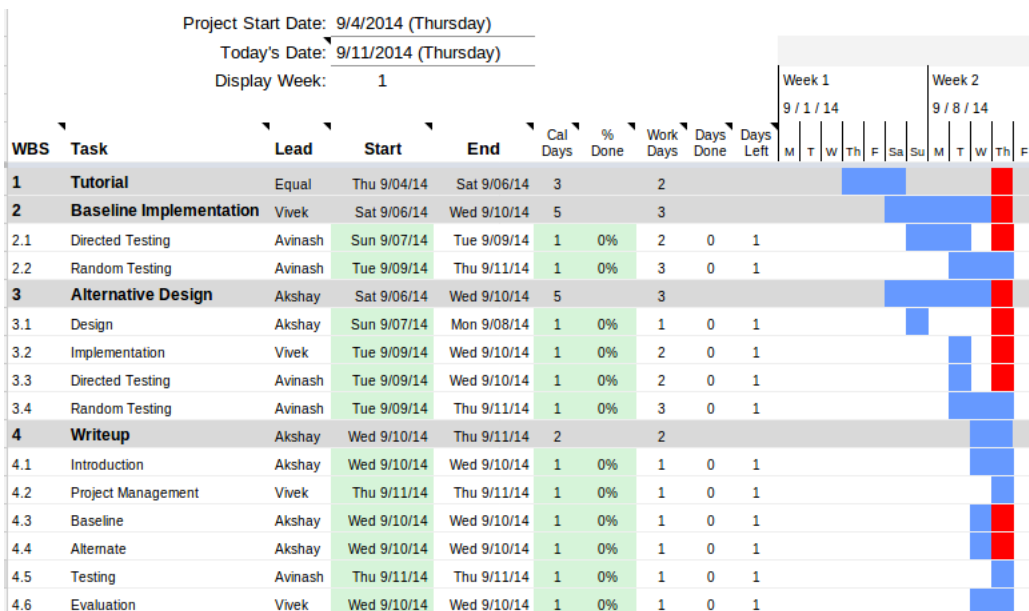 Project Start Date: 9/4/2014 (Thursday)
Today's Date: 9/11/2014 (Thursday)
Display Week: 1
Week 1 Week 2
9 / 1 / 14 9 / 8 / 14
WBS Task Lead Start End Cal Days % Done Work Days Days Done Days Left M T W Th F Sa Su M T W Th F
1 Tutorial Equal Thu 9/04/14 Sat 9/06/14 3 2
2 Baseline Implementation Vivek Sat 9/06/14 Wed 9/10/14 5 3
2.1 Directed Testing Avinash Sun 9/07/14 Tue 9/09/14 1 0% 2 0 1
2.2 Random Testing Avinash Tue 9/09/14 Thu 9/11/14 1 0% 3 0 1
3 Alternative Design Akshay Sat 9/06/14 Wed 9/10/14 5 3
3.1 Design Akshay Sun 9/07/14 Mon 9/08/14 1 0% 1 0 1
3.2 Implementation Vivek Tue 9/09/14 Wed 9/10/14 1 0% 2 0 1
3.3 Directed Testing Avinash Tue 9/09/14 Wed 9/10/14 1 0% 2 0 1
3.4 Random Testing Avinash Tue 9/09/14 Thu 9/11/14 1 0% 3 0 1
4 Writeup Akshay Wed 9/10/14 Thu 9/11/14 2 2
4.1 Introduction Akshay Wed 9/10/14 Wed 9/10/14 1 0% 1 0 1
4.2 Project Management Vivek Thu 9/11/14 Thu 9/11/14 1 0% 1 0 1
4.3 Baseline Akshay Wed 9/10/14 Wed 9/10/14 1 0% 1 0 1
4.4 Alternate Akshay Wed 9/10/14 Wed 9/10/14 1 0% 1 0 1
4.5 Testing Avinash Thu 9/11/14 Thu 9/11/14 1 0% 1 0 1
4.6 Evaluation Vivek Wed 9/10/14 Wed 9/10/14 1 0% 1 0 1